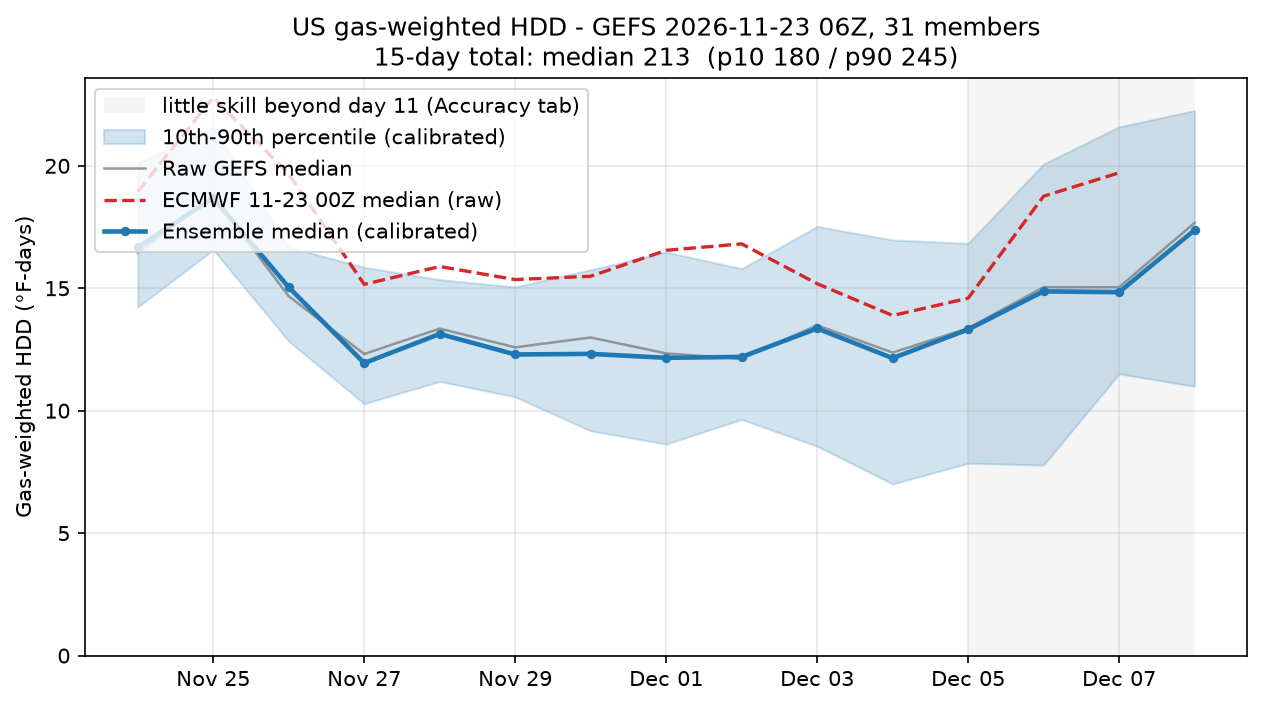 US gas-weighted HDD - GEFS 2026-11-23 06Z, 31 members
15-day total: median 213  (p10 180 / p90 245)
little skill beyond day 11 (Accuracy tab)
10th-90th percentile (calibrated)
Raw GEFS median
ECMWF 11-23 00Z median (raw)
Ensemble median (calibrated)
Gas-weighted HDD (°F-days)
20
15
10
5
0
Nov 25
Nov 27
Nov 29
Dec 01
Dec 03
Dec 05
Dec 07